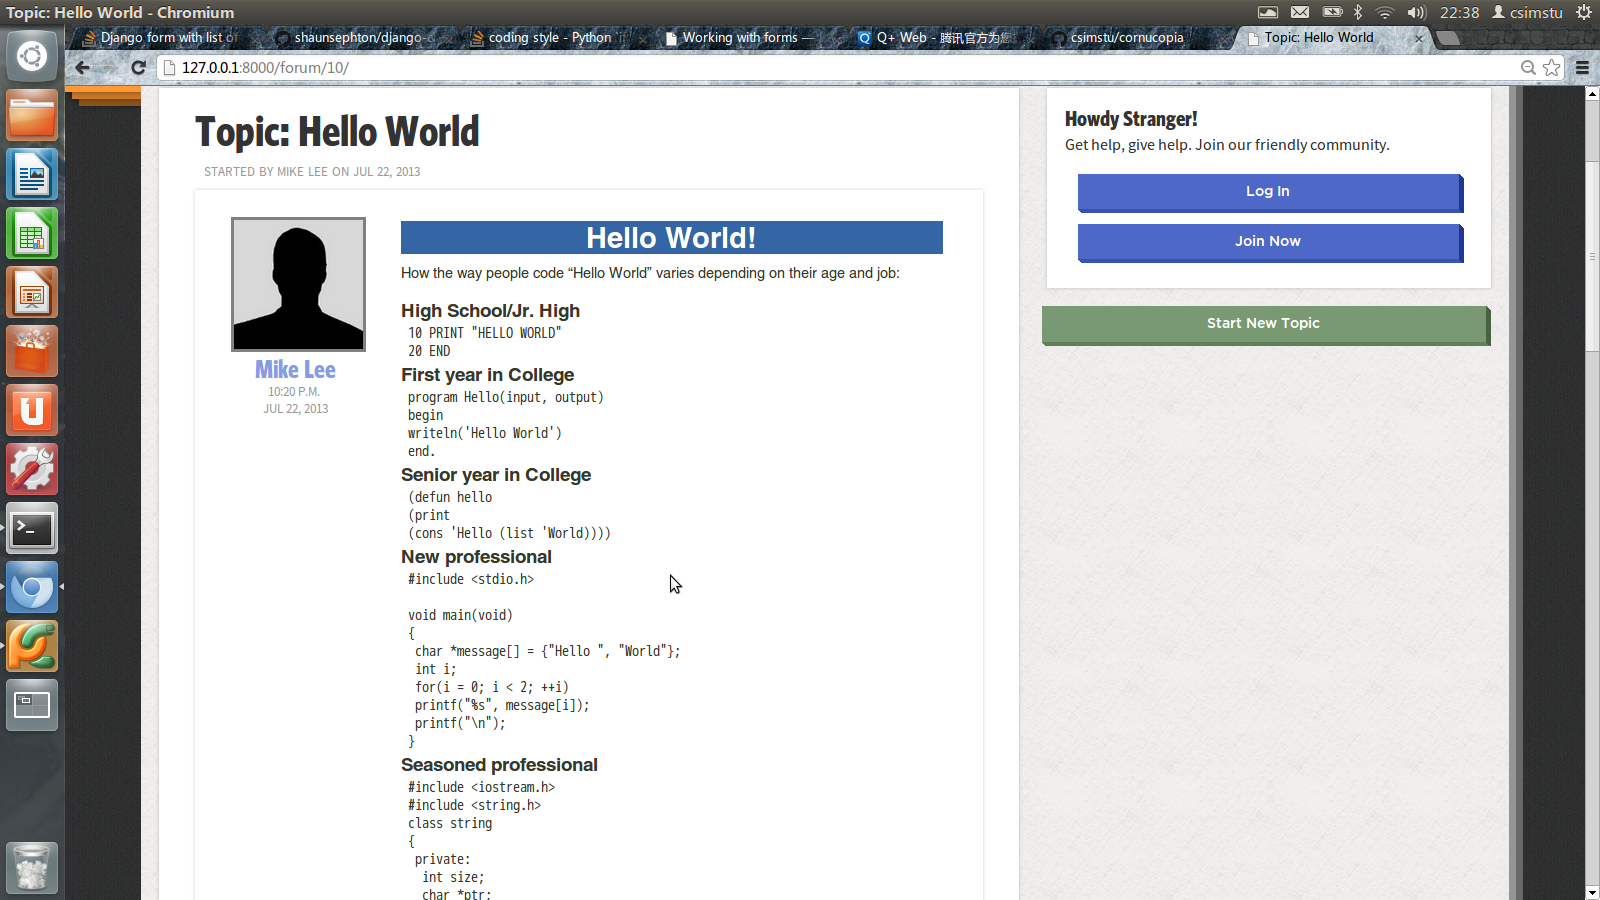 Topic: Hello World - Chromium
22:38
csimstu
Django form with list of
shaunsephton/django-c
coding style - Python
Working with forms —
Q+ Web - 腾讯官方为您
csimstu/cornucopia
Topic: Hello World
127.0.0.1:8000/forum/10/
Topic: Hello World
STARTED BY MIKE LEE ON JUL 22, 2013
Mike Lee
10:20 P.M.
JUL 22, 2013
Hello World!
How the way people code “Hello World” varies depending on their age and job:
High School/Jr. High
10 PRINT "HELLO WORLD"
20 END
First year in College
program Hello(input, output)
begin
writeln('Hello World')
end.
Senior year in College
(defun hello
(print
(cons 'Hello (list 'World))))
New professional
#include <stdio.h>
void main(void)
{
char *message[] = {"Hello ", "World"};
int i;
for(i = 0; i < 2; ++i)
printf("%s", message[i]);
printf("\n");
}
Seasoned professional
#include <iostream.h>
#include <string.h>
class string
{
private:
int size;
char *ptr;
Howdy Stranger!
Get help, give help. Join our friendly community.
Log In
Join Now
Start New Topic